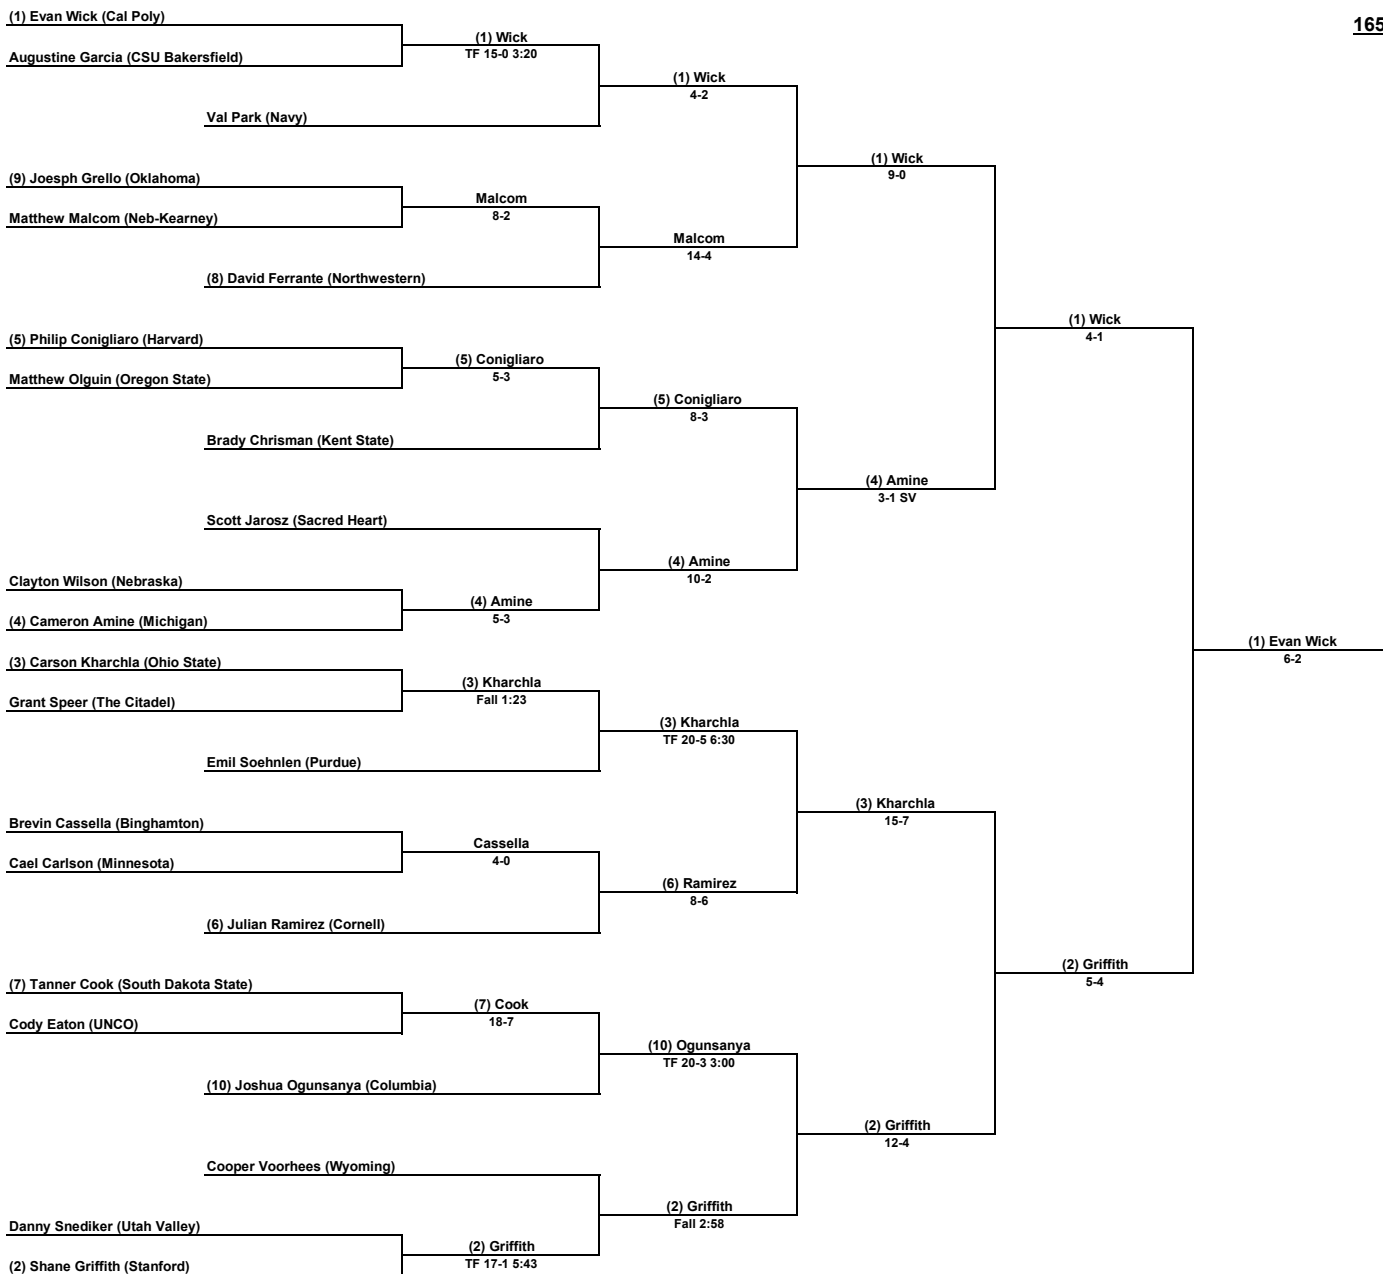 (1) Evan Wick (Cal Poly)
165
(1) Wick
Augustine Garcia (CSU Bakersfield)
TF 15-0 3:20
(1) Wick
4-2
Val Park (Navy)
(1) Wick
9-0
(9) Joesph Grello (Oklahoma)
Malcom
Matthew Malcom (Neb-Kearney)
8-2
Malcom
14-4
(8) David Ferrante (Northwestern)
(1) Wick
4-1
(5) Philip Conigliaro (Harvard)
(5) Conigliaro
Matthew Olguin (Oregon State)
5-3
(5) Conigliaro
8-3
Brady Chrisman (Kent State)
(4) Amine
3-1 SV
Scott Jarosz (Sacred Heart)
(4) Amine
10-2
Clayton Wilson (Nebraska)
(4) Amine
(4) Cameron Amine (Michigan)
5-3
(1) Evan Wick
6-2
(3) Carson Kharchla (Ohio State)
(3) Kharchla
Grant Speer (The Citadel)
Fall 1:23
(3) Kharchla
TF 20-5 6:30
Emil Soehnlen (Purdue)
(3) Kharchla
15-7
Brevin Cassella (Binghamton)
Cassella
Cael Carlson (Minnesota)
4-0
(6) Ramirez
8-6
(6) Julian Ramirez (Cornell)
(2) Griffith
5-4
(7) Tanner Cook (South Dakota State)
(7) Cook
Cody Eaton (UNCO)
18-7
(10) Ogunsanya
TF 20-3 3:00
(10) Joshua Ogunsanya (Columbia)
(2) Griffith
12-4
Cooper Voorhees (Wyoming)
(2) Griffith
Fall 2:58
Danny Snediker (Utah Valley)
(2) Griffith
(2) Shane Griffith (Stanford)
TF 17-1 5:43